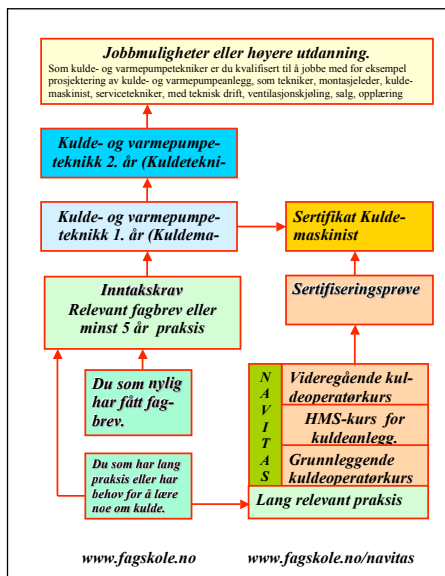 Jobbmuligheter eller høyere utdanning.
Som kulde- og varmepumpetekniker er du kvalifisert til å jobbe med for eksempel
prosjektering av kulde- og varmepumpeanlegg, som tekniker, montasjeleder, kulde-
maskinist, servicetekniker, med teknisk drift, ventilasjonskjøling, salg, opplæring
Kulde- og varmepumpe-
teknikk 2. år (Kuldetekni-
Kulde- og varmepumpe-
teknikk 1. år (Kuldema-
Sertifikat Kulde-
maskinist
Inntakskrav
Relevant fagbrev eller
minst 5 år praksis
Sertifiseringsprøve
Du som nylig
har fått fag-
brev.
NAVITAS
Videregående kul-
deoperatørkurs
HMS-kurs for
kuldeanlegg.
Grunnleggende
kuldeoperatørkurs
Du som har lang
praksis eller har
behov for å lære
noe om kulde.
Lang relevant praksis
www.fagskole.no
www.fagskole.no/navitas